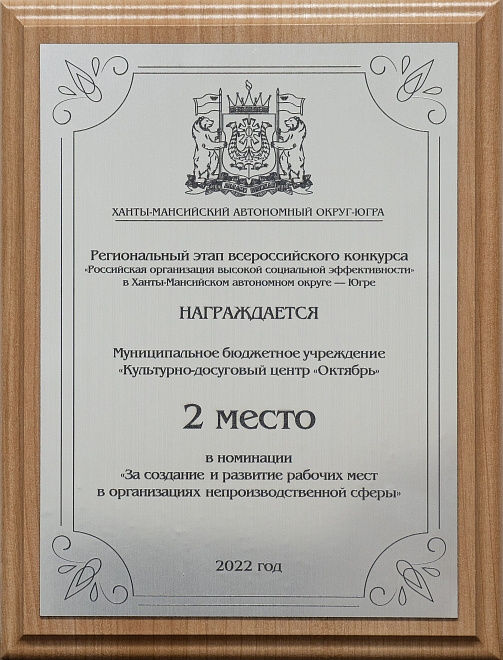 ХАНТЫ-МАНСИЙСКИЙ АВТОНОМНЫЙ ОКРУГ-ЮГРА
Региональный этап всероссийского конкурса
«Российская организация высокой социальной эффективности»
в Ханты-Мансийском автономном округе — Югре
НАГРАЖДАЕТСЯ
Муниципальное бюджетное учреждение
«Культурно-досуговый центр «Октябрь»
2 место
в номинации
«За создание и развитие рабочих мест
в организациях непроизводственной сферы»
2022 год